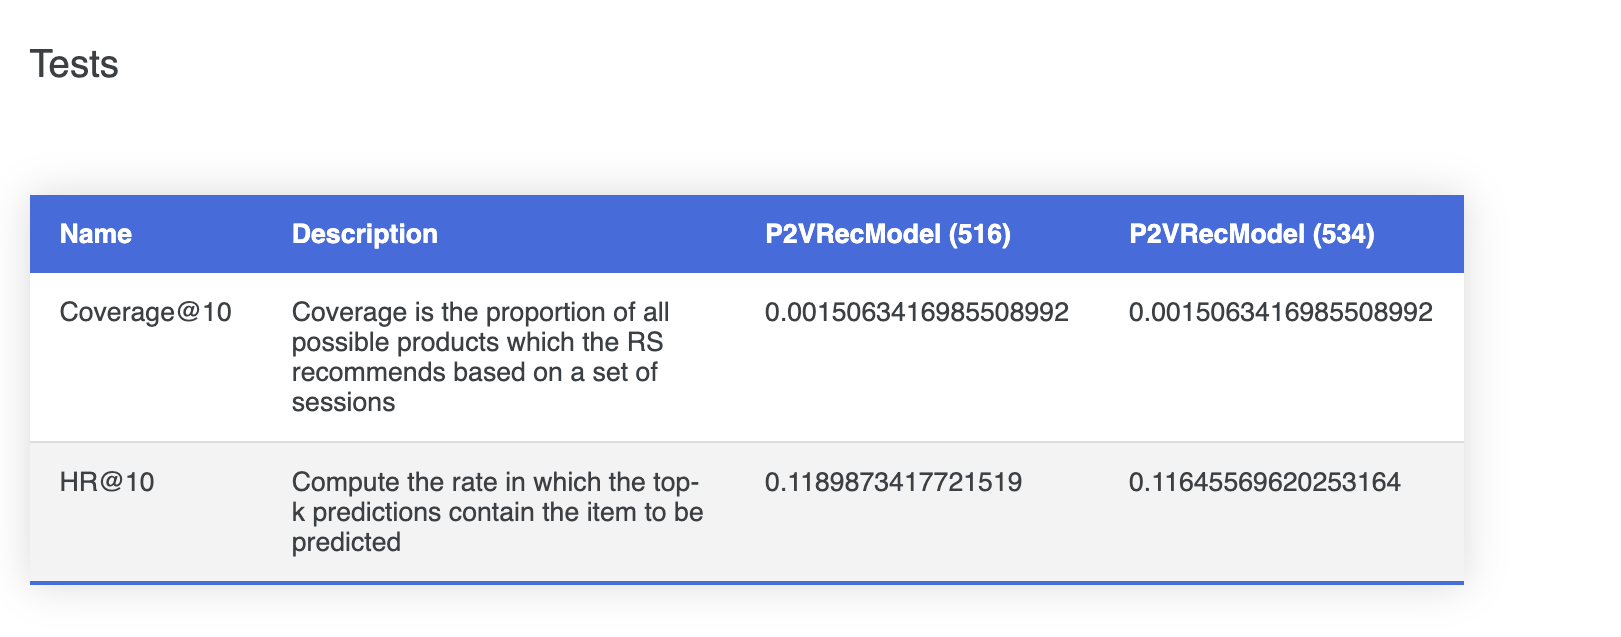 Tests
Name Description P2VRecModel (516) P2VRecModel (534)
Coverage@10 Coverage is the proportion of all 0.0015063416985508992 0.0015063416985508992
possible products which the RS
recommends based on a set of
sessions
HR@10 Compute the rate in which the top- 0.1189873417721519 0.11645569620253164
k predictions contain the item to be
predicted